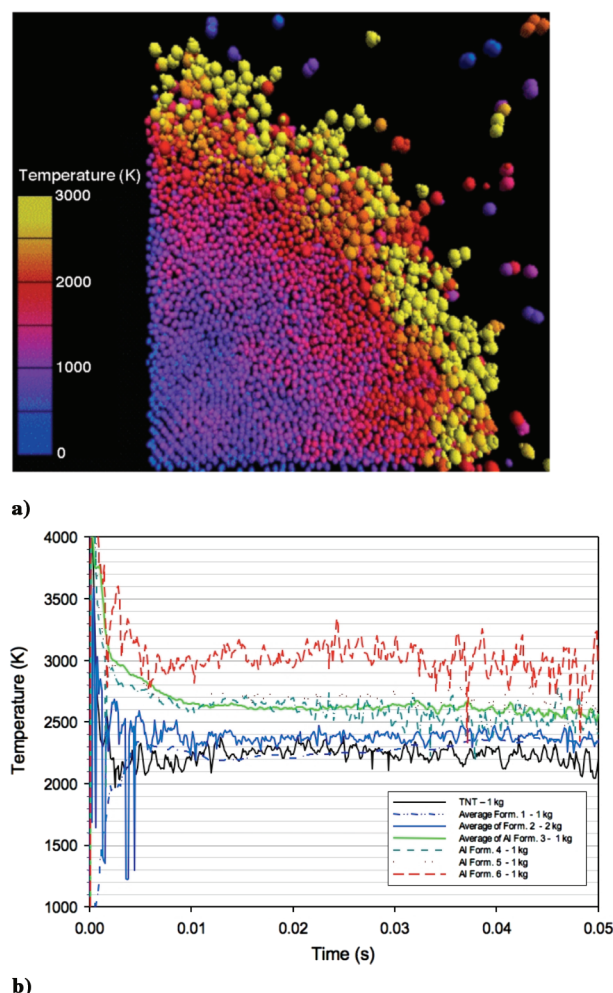 Temperature (K)
3000
2000
1000
0
a)
4000
3500
3000
2500
2000
1500
1000
Temperature (K)
TNT – 1 kg
Average Form. 1 - 1 kg
Average of Form. 2 - 2 kg
Average of Al Form. 3 - 1 kg
Al Form. 4 - 1 kg
Al Form. 5 - 1 kg
Al Form. 6 - 1 kg
0.00 0.01 0.02 0.03 0.04 0.05
Time (s)
b)